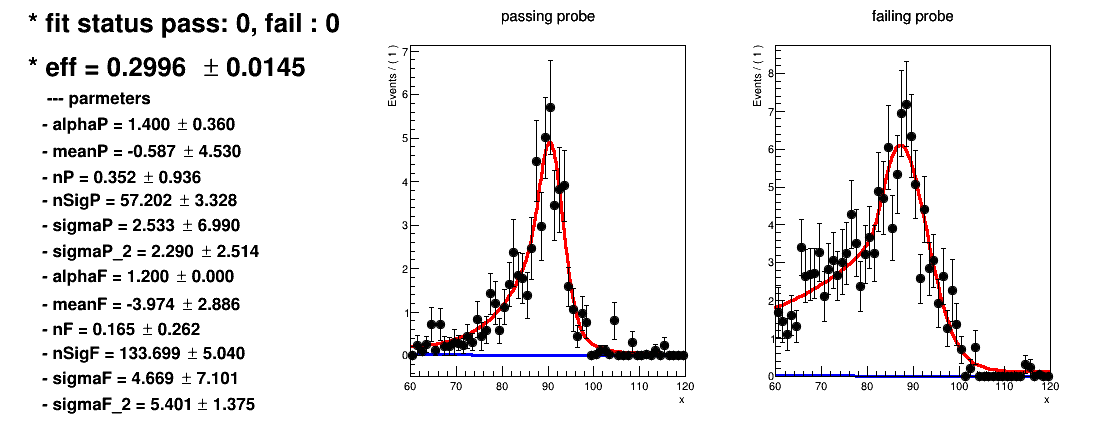 * fit status pass: 0, fail : 0
* eff = 0.2996 ± 0.0145
--- parmeters
- alphaP = 1.400 ± 0.360
- meanP = -0.587 ± 4.530
- nP = 0.352 ± 0.936
- nSigP = 57.202 ± 3.328
- sigmaP = 2.533 ± 6.990
- sigmaP_2 = 2.290 ± 2.514
- alphaF = 1.200 ± 0.000
- meanF = -3.974 ± 2.886
- nF = 0.165 ± 0.262
- nSigF = 133.699 ± 5.040
- sigmaF = 4.669 ± 7.101
- sigmaF_2 = 5.401 ± 1.375
passing probe
Events / ( 1 )
7
6
5
4
3
2
1
0
60 70 80 90 100 110 120
x
failing probe
Events / ( 1 )
8
7
6
5
4
3
2
1
0
60 70 80 90 100 110 120
x